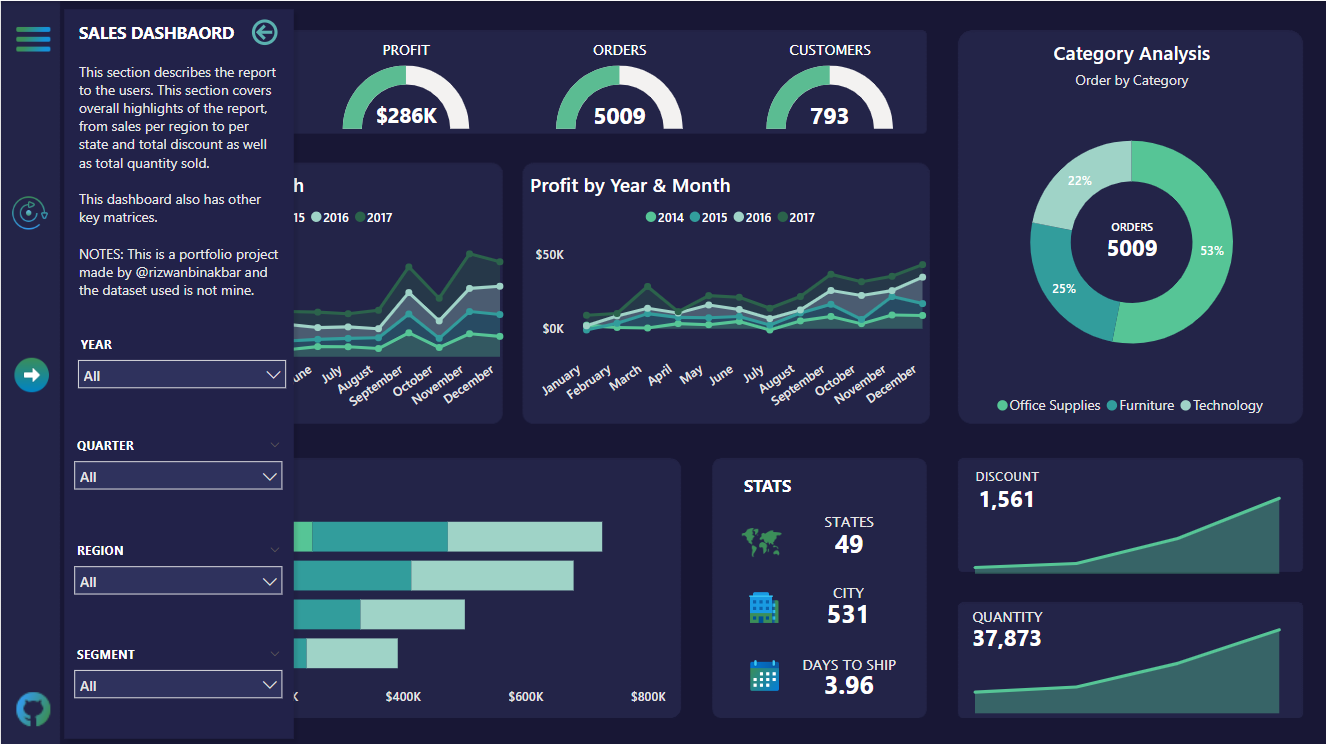 SALES DASHBAORD
This section describes the report
to the users. This section covers
overall highlights of the report,
from sales per region to per
state and total discount as well
as total quantity sold.
This dashboard also has other
key matrices.
NOTES: This is a portfolio project
made by @rizwanbinakbar and
the dataset used is not mine.
YEAR
All
QUARTER
All
REGION
All
SEGMENT
All
PROFIT
$286K
ORDERS
5009
CUSTOMERS
793
h
15 2016 2017
une
July
August
September
October
November
December
Profit by Year & Month
2014 2015 2016 2017
$50K
$0K
January
February
March
April
May
June
July
August
September
October
November
December
Category Analysis
Order by Category
22%
53%
25%
ORDERS
5009
Office Supplies Furniture Technology
K $400K $600K $800K
STATS
STATES
49
CITY
531
DAYS TO SHIP
3.96
DISCOUNT
1,561
QUANTITY
37,873